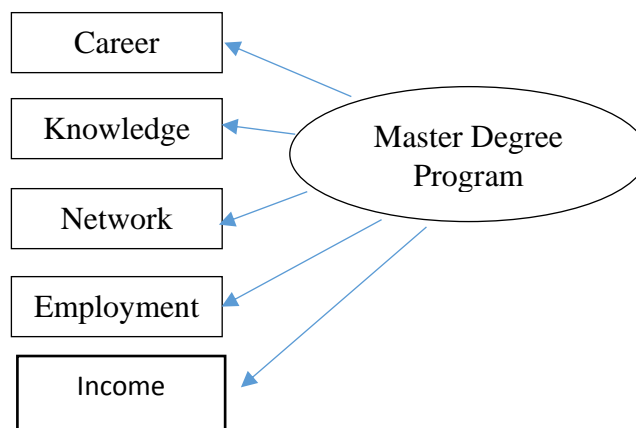 Career
Knowledge
Master Degree
Program
Network
Employment
Income